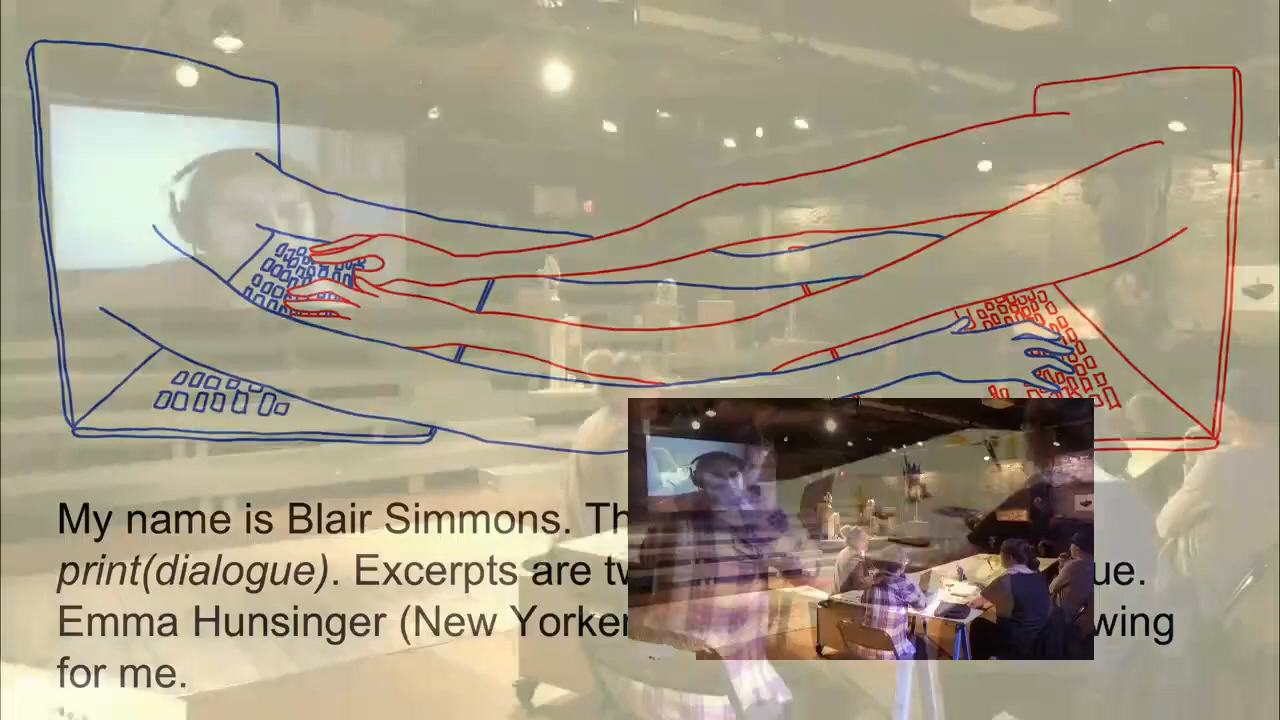 My name is Blair Simmons. Th
print(dialogue). Excerpts are tw ue.
Emma Hunsinger (New Yorker wing
for me.